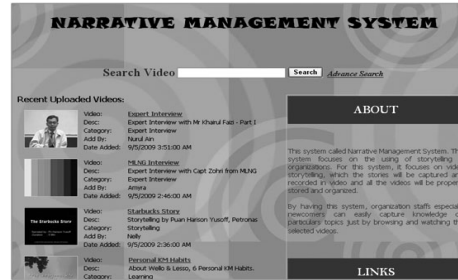 NARRATIVE MANAGEMENT SYSTEM
Search Video Search Advance Search
Recent Uploaded Videos:
Video: Expert Interview
Desc: Expert Interview with Mr Khairul Faiz - Part I
Category: Expert Interview
Add By: Nurul Ain
Date Added: 9/5/2009 3:51:00 AM
Video: MLNG Interview
Desc: Expert Interview with Capt Zohri from MLNG
Category: Expert Interview
Add By: Amyra
Date Added: 9/5/2009 2:46:00 AM
The Starbucks Story
Video: Starbucks Story
Desc: Storytelling by Puan Hanson Yusoff, Petronas
Category: Storytelling
Add By: Nelly
Date Added: 9/5/2009 2:36:00 AM
Video: Personal KM Habits
Desc: About Wello & Lesso, 6 Personal KM Habits.
Category: Learning
ABOUT
This system called Narrative Management System. Th
system focuses on the using of storytelling
organizations. For this system, it focuses on vide
storytelling, which the stories will be captured an
recorded in video and all the videos will be proper
stored and organized.
By having this system, organization staffs especial
newcomers can easily capture knowledge o
particulars topics just by browsing and watching th
selected videos.
LINKS